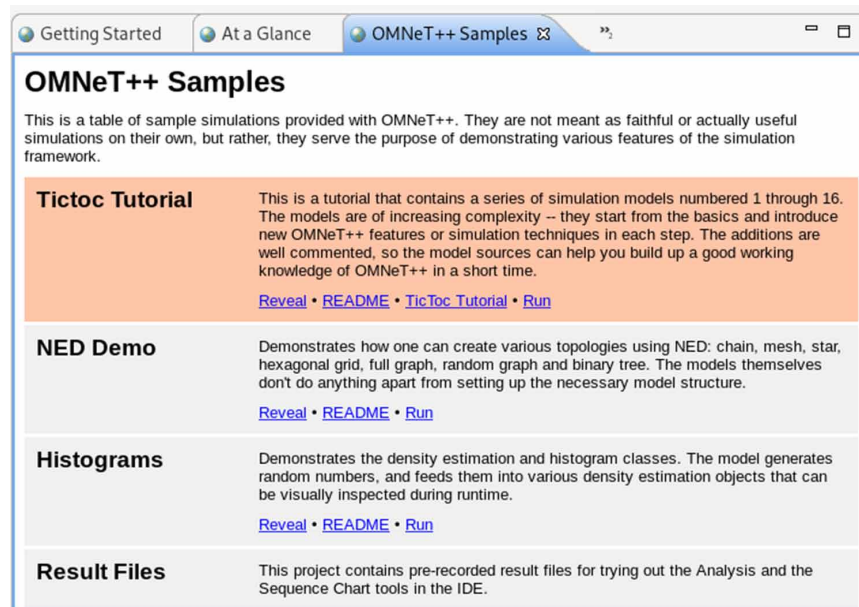 Getting Started
At a Glance
OMNeT++ Samples
»2
OMNeT++ Samples
This is a table of sample simulations provided with OMNeT++. They are not meant as faithful or actually useful
simulations on their own, but rather, they serve the purpose of demonstrating various features of the simulation
framework.
Tictoc Tutorial
This is a tutorial that contains a series of simulation models numbered 1 through 16.
The models are of increasing complexity -- they start from the basics and introduce
new OMNeT++ features or simulation techniques in each step. The additions are
well commented, so the model sources can help you build up a good working
knowledge of OMNeT++ in a short time.
Reveal • README • TicToc Tutorial • Run
NED Demo
Demonstrates how one can create various topologies using NED: chain, mesh, star,
hexagonal grid, full graph, random graph and binary tree. The models themselves
don't do anything apart from setting up the necessary model structure.
Reveal • README • Run
Histograms
Demonstrates the density estimation and histogram classes. The model generates
random numbers, and feeds them into various density estimation objects that can
be visually inspected during runtime.
Reveal • README • Run
Result Files
This project contains pre-recorded result files for trying out the Analysis and the
Sequence Chart tools in the IDE.